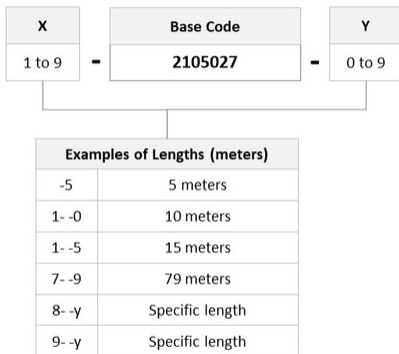 X Base Code Y
1 to 9 - 2105027 - 0 to 9
Examples of Lengths (meters)
-5 5 meters
1- -0 10 meters
1- -5 15 meters
7- -9 79 meters
8- -y Specific length
9- -y Specific length